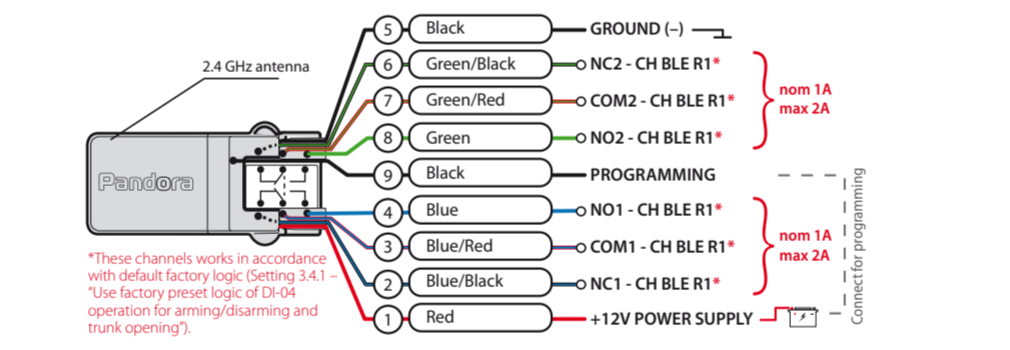 2.4 GHz antenna
Pandora
5 Black GROUND (–)
6 Green/Black NC2 - CH BLE R1*
7 Green/Red COM2 - CH BLE R1*
8 Green NO2 - CH BLE R1*
nom 1A
max 2A
9 Black PROGRAMMING
4 Blue NO1 - CH BLE R1*
3 Blue/Red COM1 - CH BLE R1*
2 Blue/Black NC1 - CH BLE R1*
nom 1A
max 2A
1 Red +12V POWER SUPPLY
Connect for programming
*These channels works in accordance
with default factory logic (Setting 3.4.1 –
“Use factory preset logic of DI-04
operation for arming/disarming and
trunk opening”).